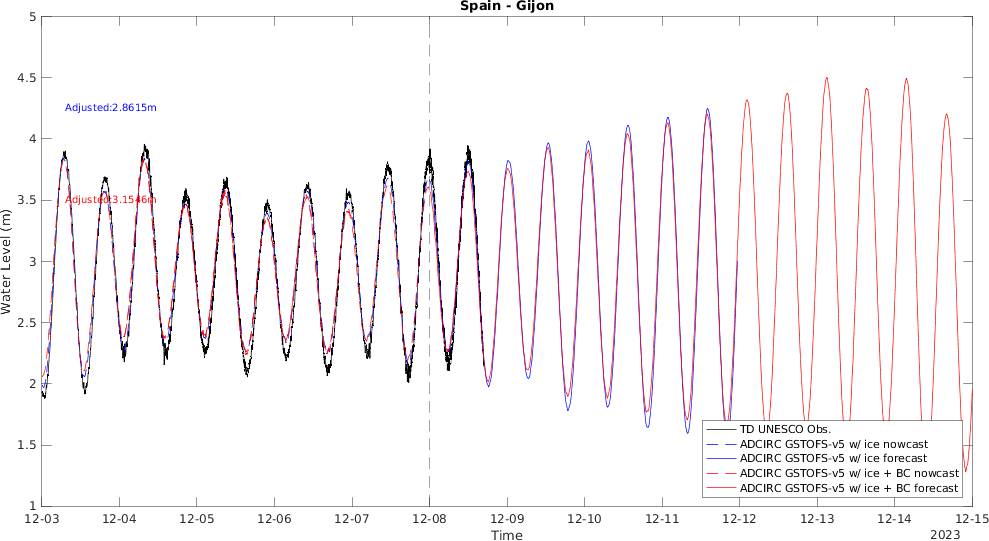 Spain - Gijon
5
4.5
4
3.5
3
2.5
2
1.5
1
Water Level (m)
Adjusted:2.8615m
Adjusted:3.1546m
TD UNESCO Obs.
ADCIRC GSTOFS-v5 w/ ice nowcast
ADCIRC GSTOFS-v5 w/ ice forecast
ADCIRC GSTOFS-v5 w/ ice + BC nowcast
ADCIRC GSTOFS-v5 w/ ice + BC forecast
12-03 12-04 12-05 12-06 12-07 12-08 12-09 12-10 12-11 12-12 12-13 12-14 12-15
Time
2023